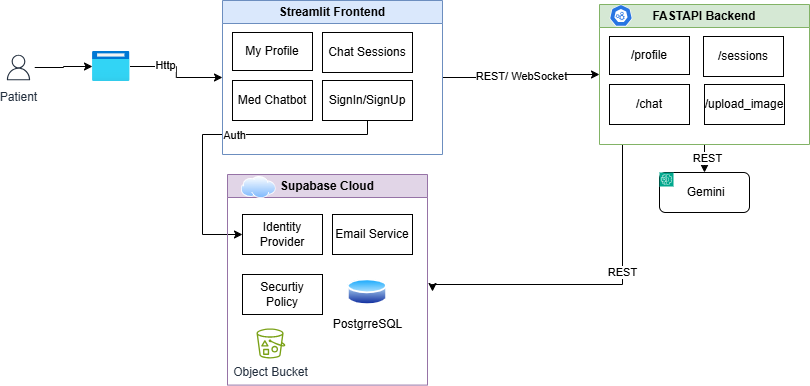 Streamlit Frontend
FASTAPI Backend
My Profile
Chat Sessions
/profile
/sessions
Http
REST/ WebSocket
Patient
Med Chatbot
SignIn/SignUp
/chat
/upload_image
Auth
REST
Supabase Cloud
Gemini
Identity
Provider
Email Service
REST
Securtiy
Policy
PostgrreSQL
Object Bucket